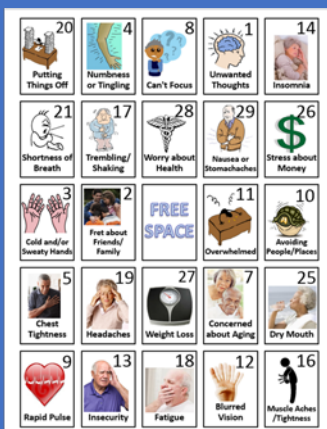 20
Putting
Things Off
4
Numbness
or Tingling
8
Can't Focus
1
Unwanted
Thoughts
14
Insomnia
21
Shortness of
Breath
17
Trembling/
Shaking
28
Worry about
Health
29
Nausea or
Stomachaches
26
Stress about
Money
3
Cold and/or
Sweaty Hands
2
Fret about
Friends/
Family
FREE
SPACE
11
Overwhelmed
10
Avoiding
People/Places
5
Chest
Tightness
19
Headaches
27
Weight Loss
7
Concerned
about Aging
25
Dry Mouth
9
Rapid Pulse
13
Insecurity
18
Fatigue
12
Blurred
Vision
16
Muscle Aches
/Tightness